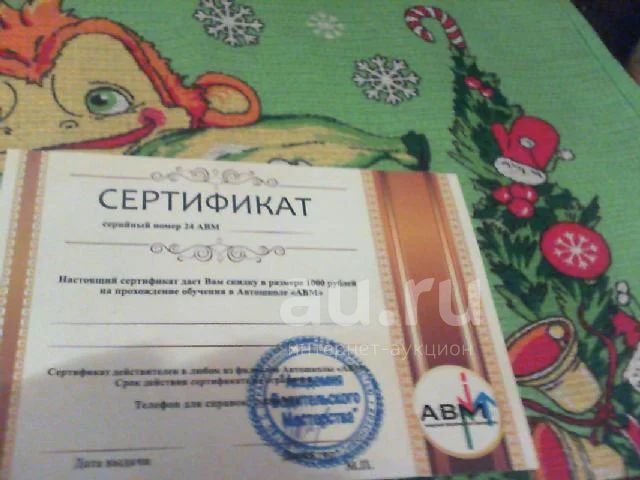 СЕРТИФИКАТ
серийный номер 24 АВМ
Настоящий сертификат дает Вам скидку в размере 1000 рублей
на прохождение обучения в Автошколе «АВМ»
au.ru
интернет-аукцион
Сертификат действителен в любом из филиалов Автошколы
Срок действия сертификата
Телефон для справок
Академия
Водительского
Мастерства
АВМ
Дата выдачи
М.П.